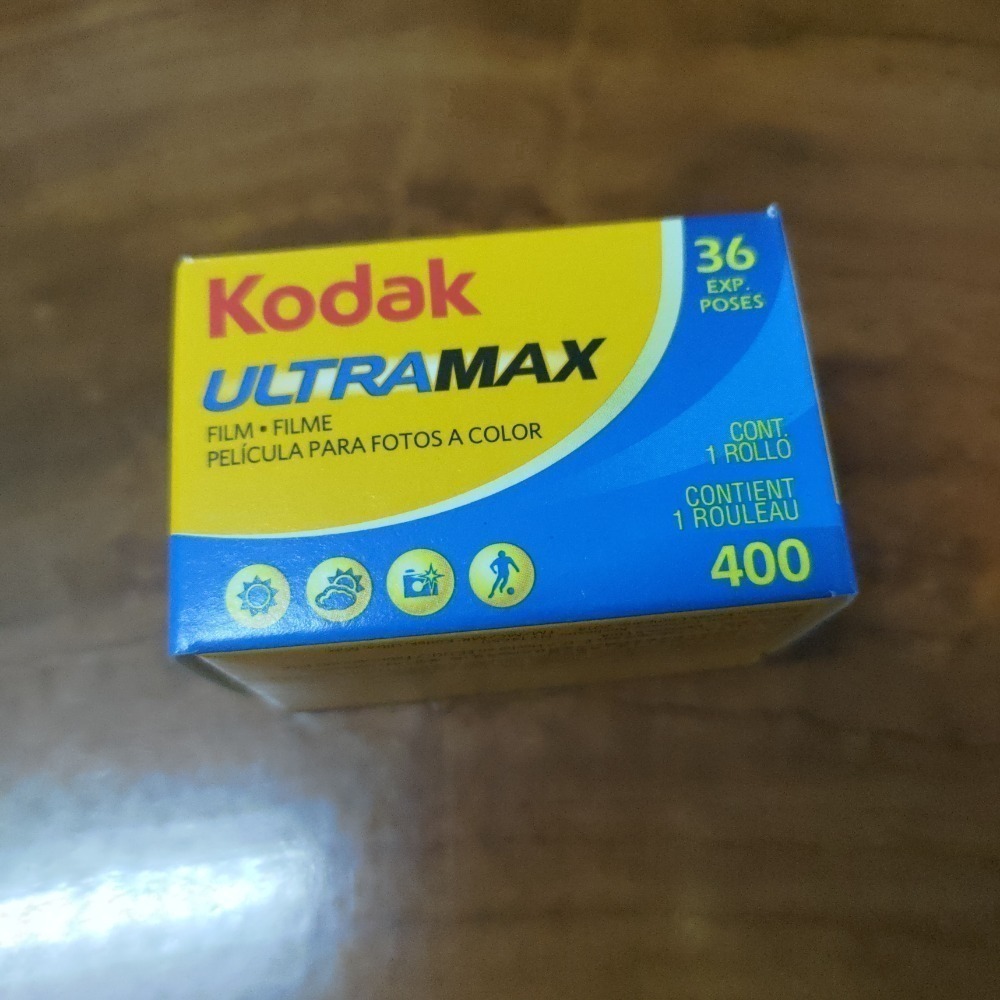 Kodak
ULTRAMAX
FILM • FILME
PELÍCULA PARA FOTOS A COLOR
36
EXP.
POSES
CONT.
1 ROLLO
CONTIENT
1 ROULEAU
400